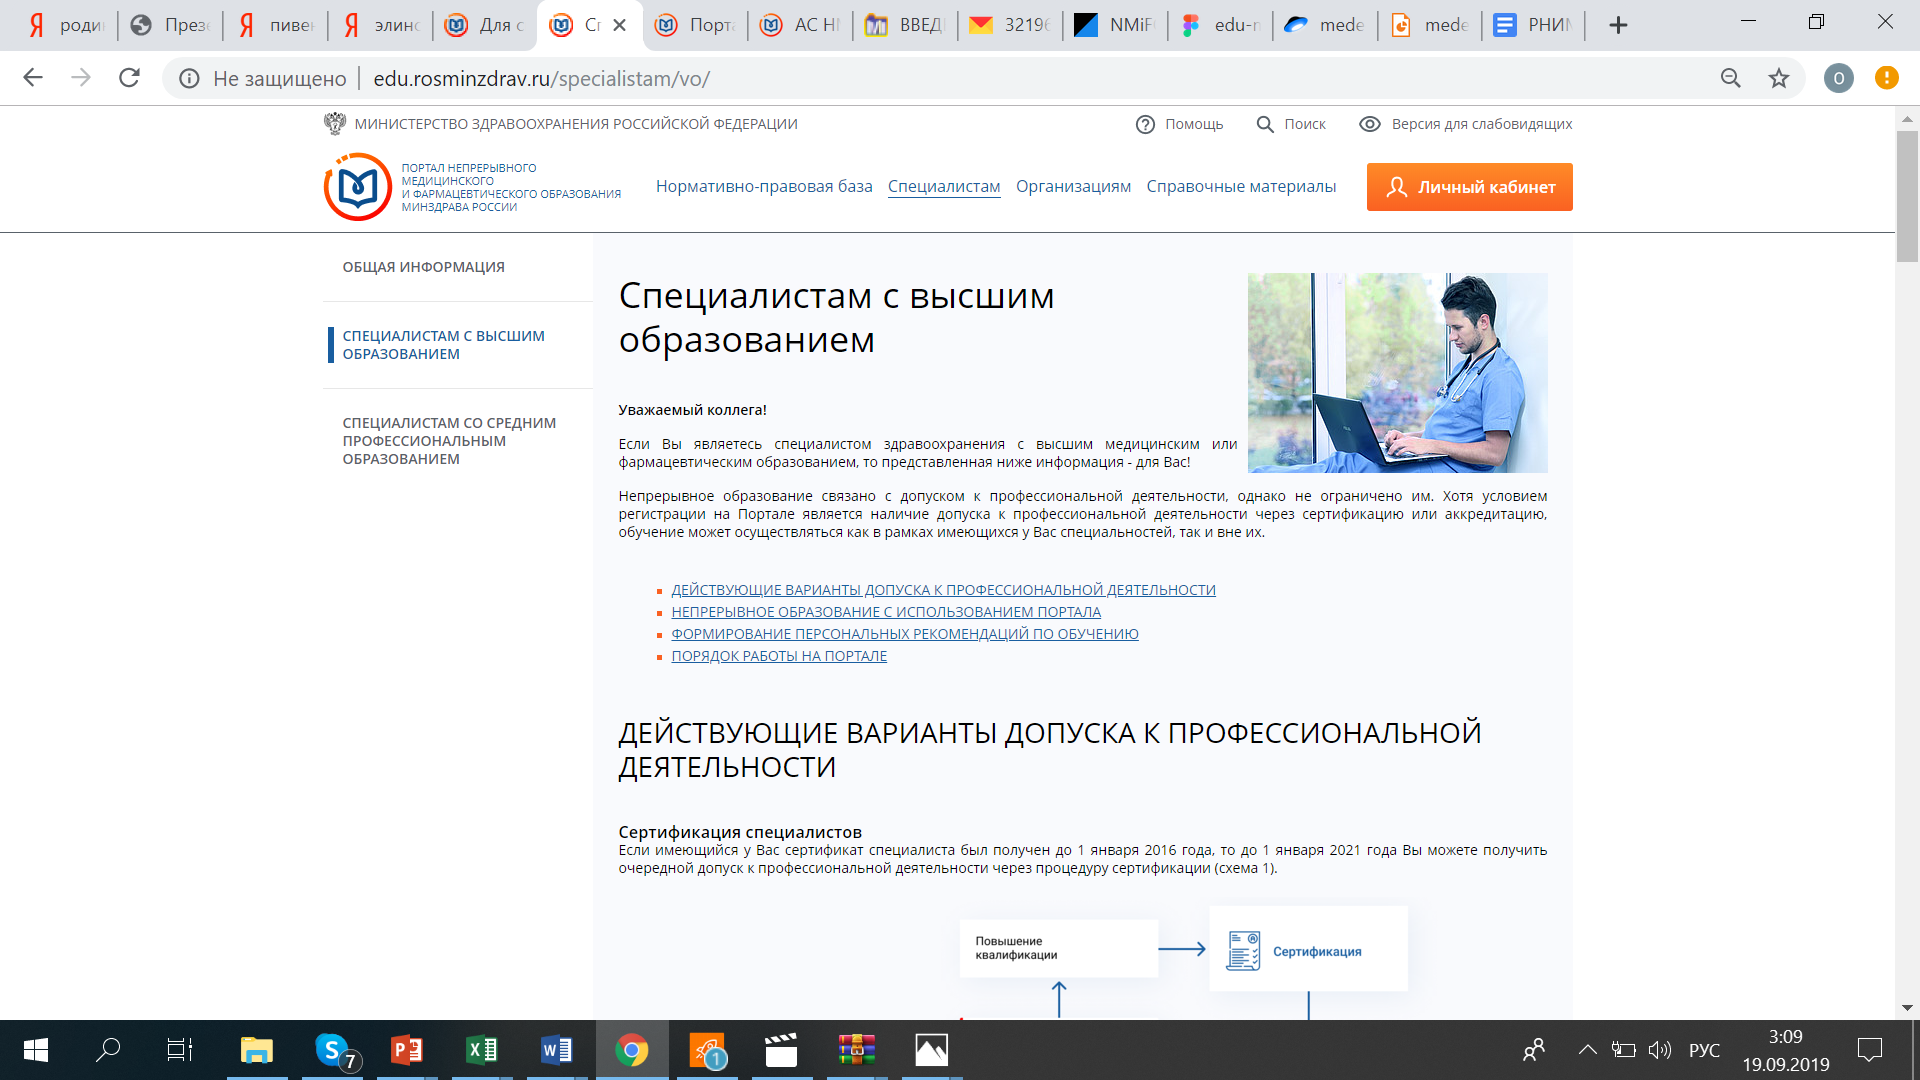 роди
През
пивен
элинс
Для с
Сп
Порта
АС НМ
ВВЕД
32196
NMiF
edu-r
mede
mede
РНИМ
Не защищено
edu.rosminzdrav.ru/specialistam/vo/
О
МИНИСТЕРСТВО ЗДРАВООХРАНЕНИЯ РОССИЙСКОЙ ФЕДЕРАЦИИ
Помощь
Поиск
Версия для слабовидящих
ПОРТАЛ НЕПРЕРЫВНОГО
МЕДИЦИНСКОГО
И ФАРМАЦЕВТИЧЕСКОГО ОБРАЗОВАНИЯ
МИНЗДРАВА РОССИИ
Нормативно-правовая база
Специалистам
Организациям
Справочные материалы
Личный кабинет
ОБЩАЯ ИНФОРМАЦИЯ
СПЕЦИАЛИСТАМ С ВЫСШИМ
ОБРАЗОВАНИЕМ
СПЕЦИАЛИСТАМ СО СРЕДНИМ
ПРОФЕССИОНАЛЬНЫМ
ОБРАЗОВАНИЕМ
Специалистам с высшим
образованием
Уважаемый коллега!
Если Вы являетесь специалистом здравоохранения с высшим медицинским или
фармацевтическим образованием, то представленная ниже информация - для Вас!
Непрерывное образование связано с допуском к профессиональной деятельности, однако не ограничено им. Хотя условием
регистрации на Портале является наличие допуска к профессиональной деятельности через сертификацию или аккредитацию,
обучение может осуществляться как в рамках имеющихся у Вас специальностей, так и вне их.
ДЕЙСТВУЮЩИЕ ВАРИАНТЫ ДОПУСКА К ПРОФЕССИОНАЛЬНОЙ ДЕЯТЕЛЬНОСТИ
НЕПРЕРЫВНОЕ ОБРАЗОВАНИЕ С ИСПОЛЬЗОВАНИЕМ ПОРТАЛА
ФОРМИРОВАНИЕ ПЕРСОНАЛЬНЫХ РЕКОМЕНДАЦИЙ ПО ОБУЧЕНИЮ
ПОРЯДОК РАБОТЫ НА ПОРТАЛЕ
ДЕЙСТВУЮЩИЕ ВАРИАНТЫ ДОПУСКА К ПРОФЕССИОНАЛЬНОЙ
ДЕЯТЕЛЬНОСТИ
Сертификация специалистов
Если имеющийся у Вас сертификат специалиста был получен до 1 января 2016 года, то до 1 января 2021 года Вы можете получить
очередной допуск к профессиональной деятельности через процедуру сертификации (схема 1).
Повышение
квалификации
Сертификация
7
1
РУС
3:09
19.09.2019